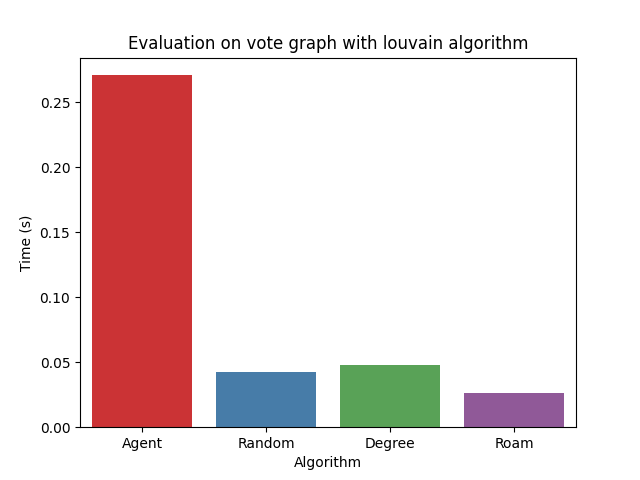 Evaluation on vote graph with louvain algorithm
0.25
0.20
0.15
0.10
0.05
0.00
Time (s)
Agent Random Degree Roam
Algorithm